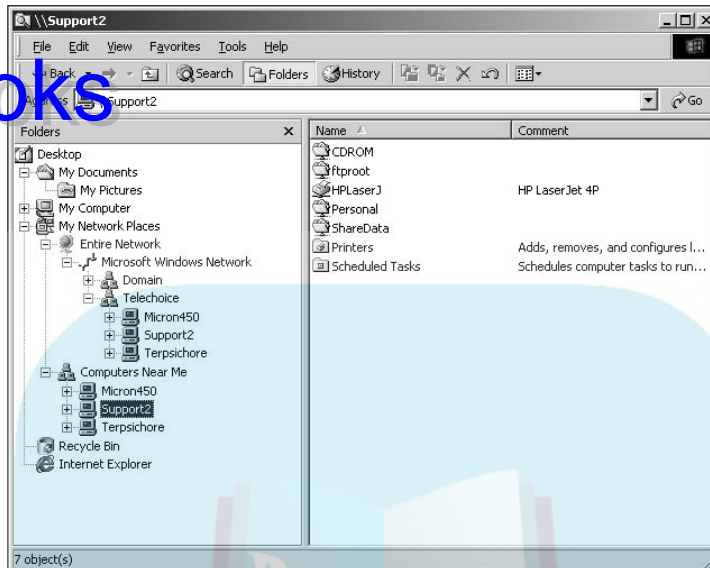 \\Support2
File Edit View Favorites Tools Help
oks
Back Search Folders History
Support2 Go
Folders
Desktop
My Documents
My Pictures
My Computer
My Network Places
Entire Network
Microsoft Windows Network
Domain
Telechoice
Micron450
Support2
Terpsichore
Computers Near Me
Micron450
Support2
Terpsichore
Recycle Bin
Internet Explorer
Name Comment
CDROM
ftproot
HPLaserJ HP LaserJet 4P
Personal
ShareData
Printers Adds, removes, and configures l...
Scheduled Tasks Schedules computer tasks to run...
7 object(s)